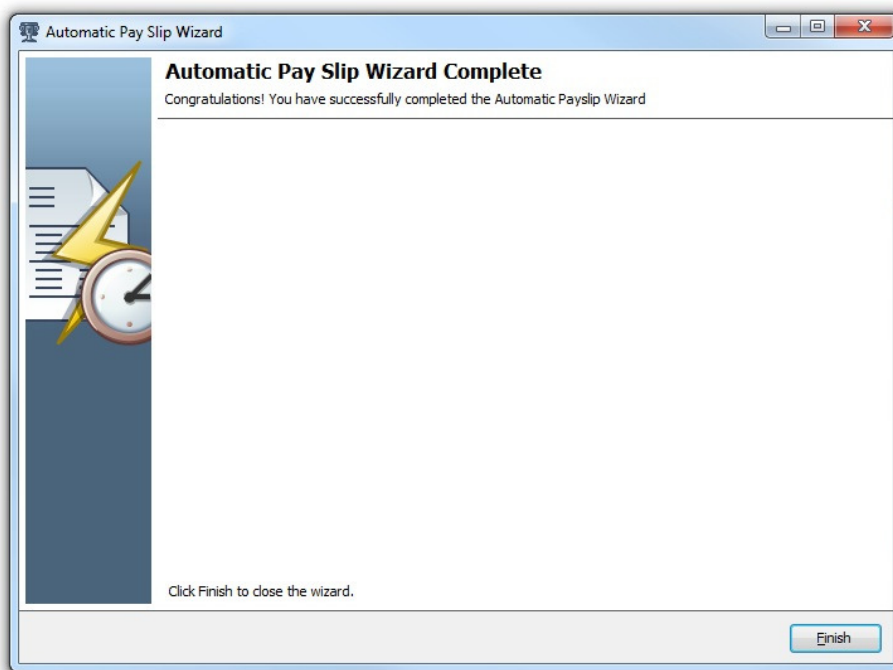 Automatic Pay Slip Wizard
Automatic Pay Slip Wizard Complete
Congratulations! You have successfully completed the Automatic Payslip Wizard
Click Finish to close the wizard.
Finish